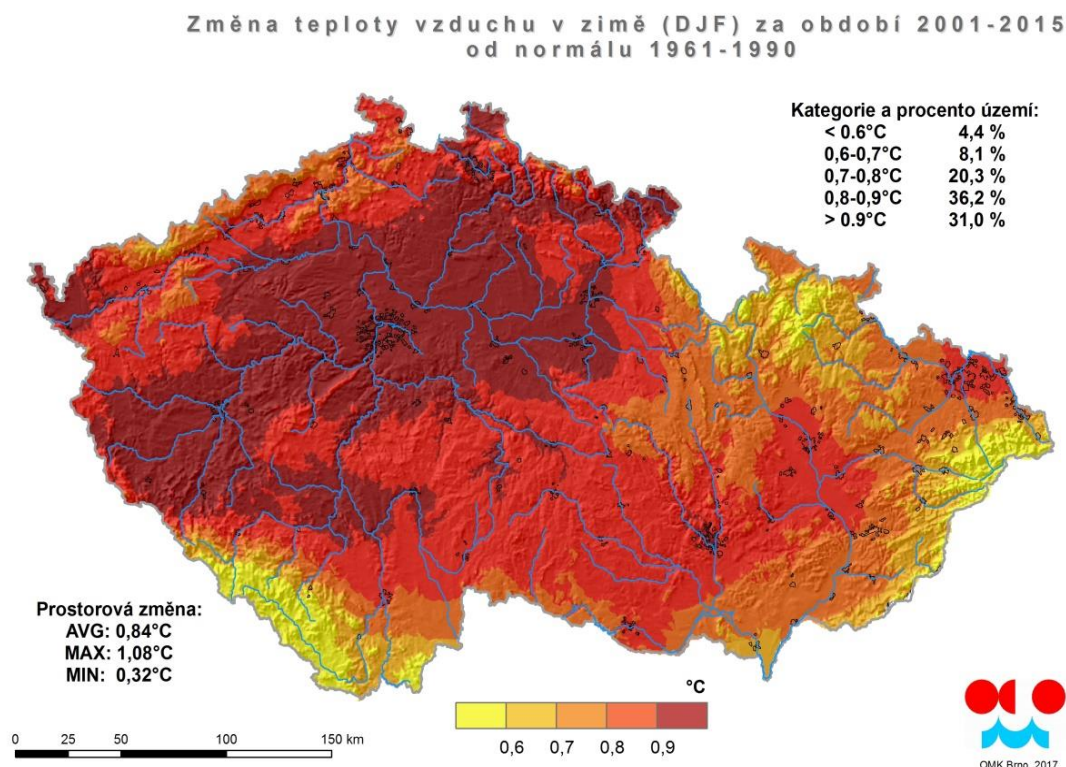 Změna teploty vzduchu v zimě (DJF) za období 2001-2015
od normálu 1961-1990
Kategorie a procento území:
< 0.6°C 4,4 %
0,6-0,7°C 8,1 %
0,7-0,8°C 20,3 %
0,8-0,9°C 36,2 %
> 0.9°C 31,0 %
Prostorová změna:
AVG: 0,84°C
MAX: 1,08°C
MIN: 0,32°C
°C
0,6 0,7 0,8 0,9
0 25 50 100 150 km
OMK Brno, 2017